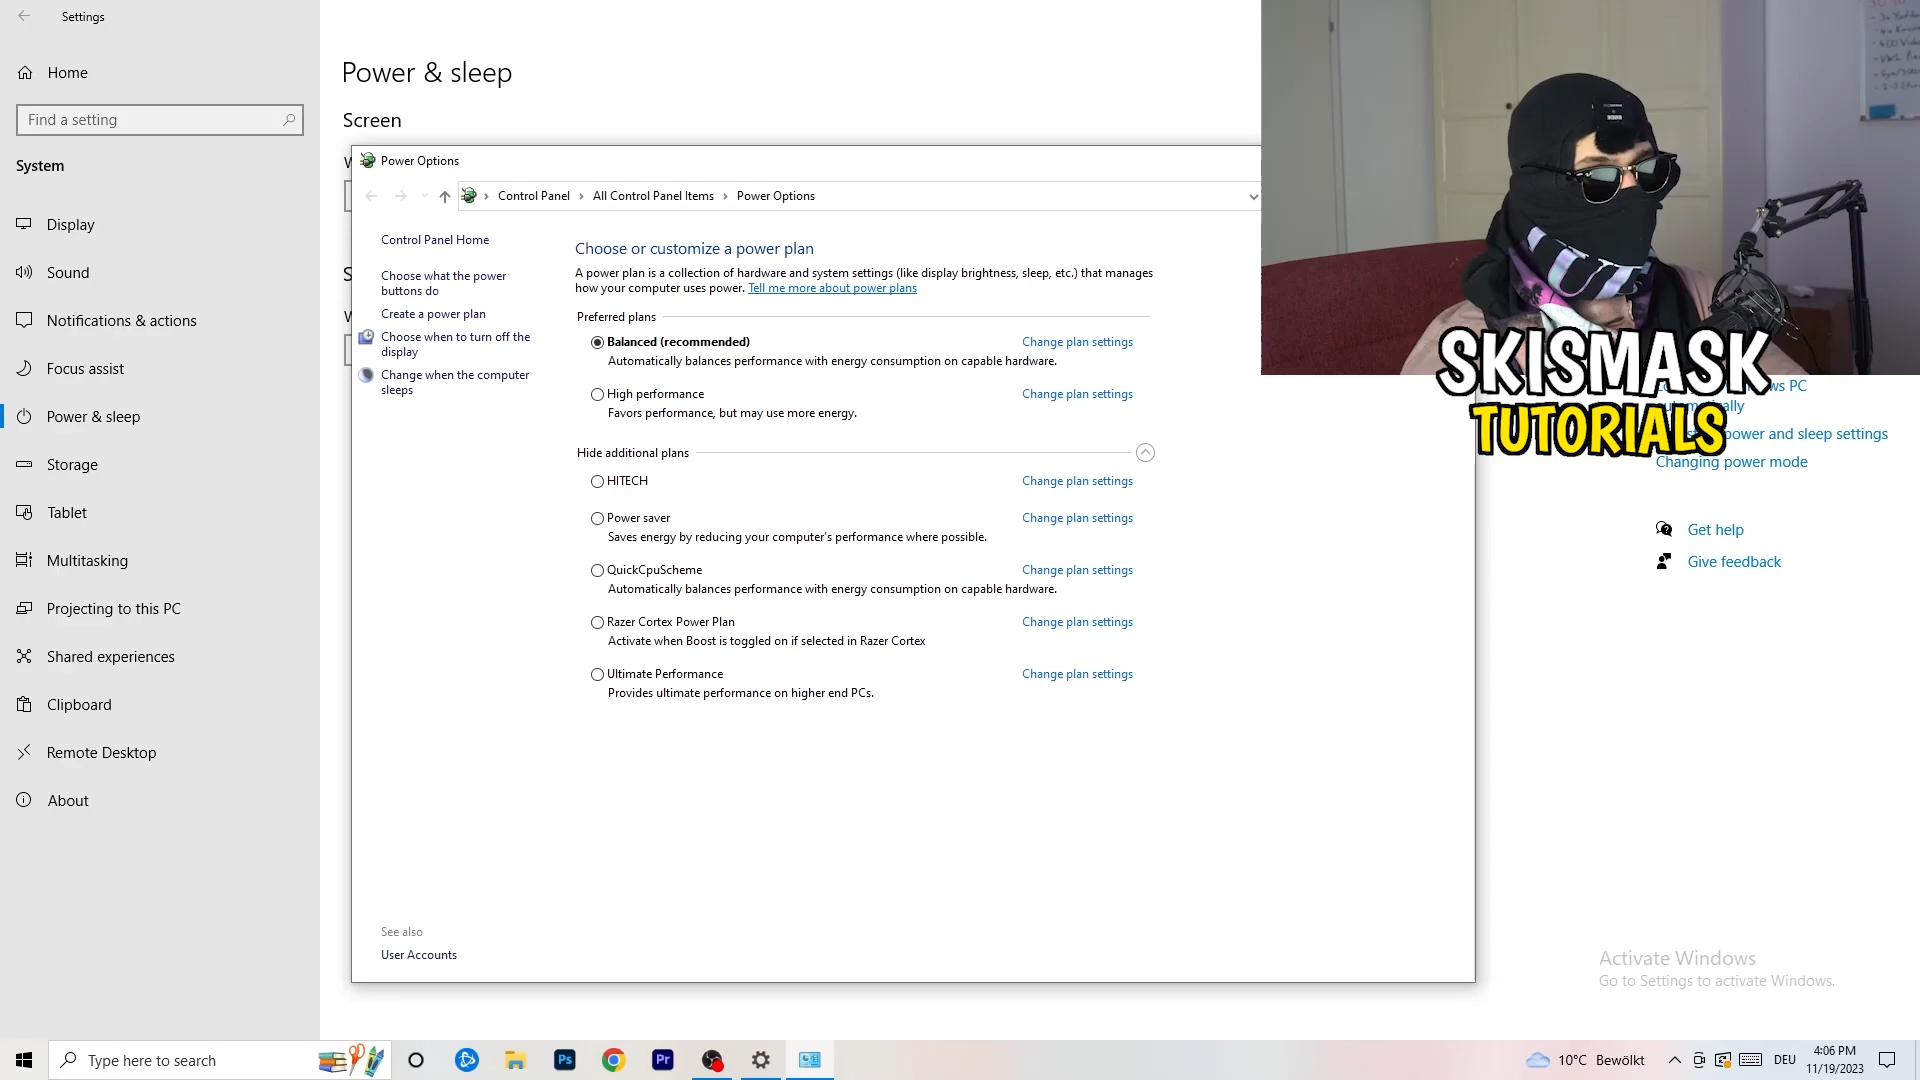 Settings
Home
Find a setting
System
Display
Sound
Notifications & actions
Focus assist
Power & sleep
Storage
Tablet
Multitasking
Projecting to this PC
Shared experiences
Clipboard
Remote Desktop
About
Power & sleep
Screen
Power Options
Control Panel
All Control Panel Items
Power Options
Control Panel Home
Choose what the power
buttons do
Create a power plan
Choose when to turn off the
display
Change when the computer
sleeps
See also
User Accounts
Choose or customize a power plan
A power plan is a collection of hardware and system settings (like display brightness, sleep, etc.) that manages
how your computer uses power. Tell me more about power plans
Preferred plans
Balanced (recommended) Change plan settings
Automatically balances performance with energy consumption on capable hardware.
High performance Change plan settings
Favors performance, but may use more energy.
Hide additional plans
HITECH Change plan settings
Power saver Change plan settings
Saves energy by reducing your computer's performance where possible.
QuickCpuScheme Change plan settings
Automatically balances performance with energy consumption on capable hardware.
Razer Cortex Power Plan Change plan settings
Activate when Boost is toggled on if selected in Razer Cortex
Ultimate Performance Change plan settings
Provides ultimate performance on higher end PCs.
SKISMASK
TUTORIALS
PC
power and sleep settings
Changing power mode
Get help
Give feedback
Activate Windows
Go to Settings to activate Windows.
Type here to search
Ps
Pr
10°C Bewölkt
DEU
4:06 PM
11/19/2023